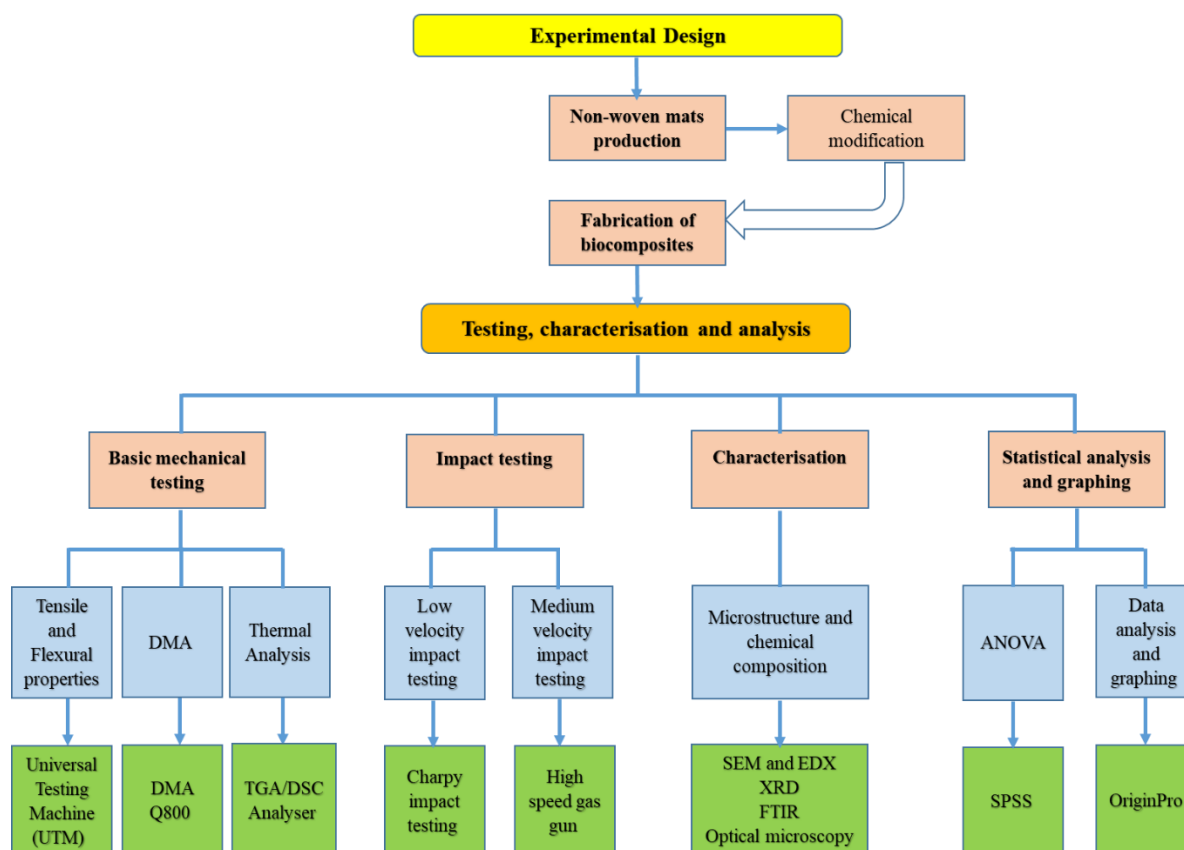 Experimental Design
Non-woven mats
production
Chemical
modification
Fabrication of
biocomposites
Testing, characterisation and analysis
Basic mechanical
testing
Impact testing
Characterisation
Statistical analysis
and graphing
Tensile
and
Flexural
properties
DMA
Thermal
Analysis
Low
velocity
impact
testing
Medium
velocity
impact
testing
Microstructure and
chemical
composition
ANOVA
Data
analysis
and
graphing
Universal
Testing
Machine
(UTM)
DMA
Q800
TGA/DSC
Analyser
Charpy
impact
testing
High
speed gas
gun
SEM and EDX
XRD
FTIR
Optical microscopy
SPSS
OriginPro